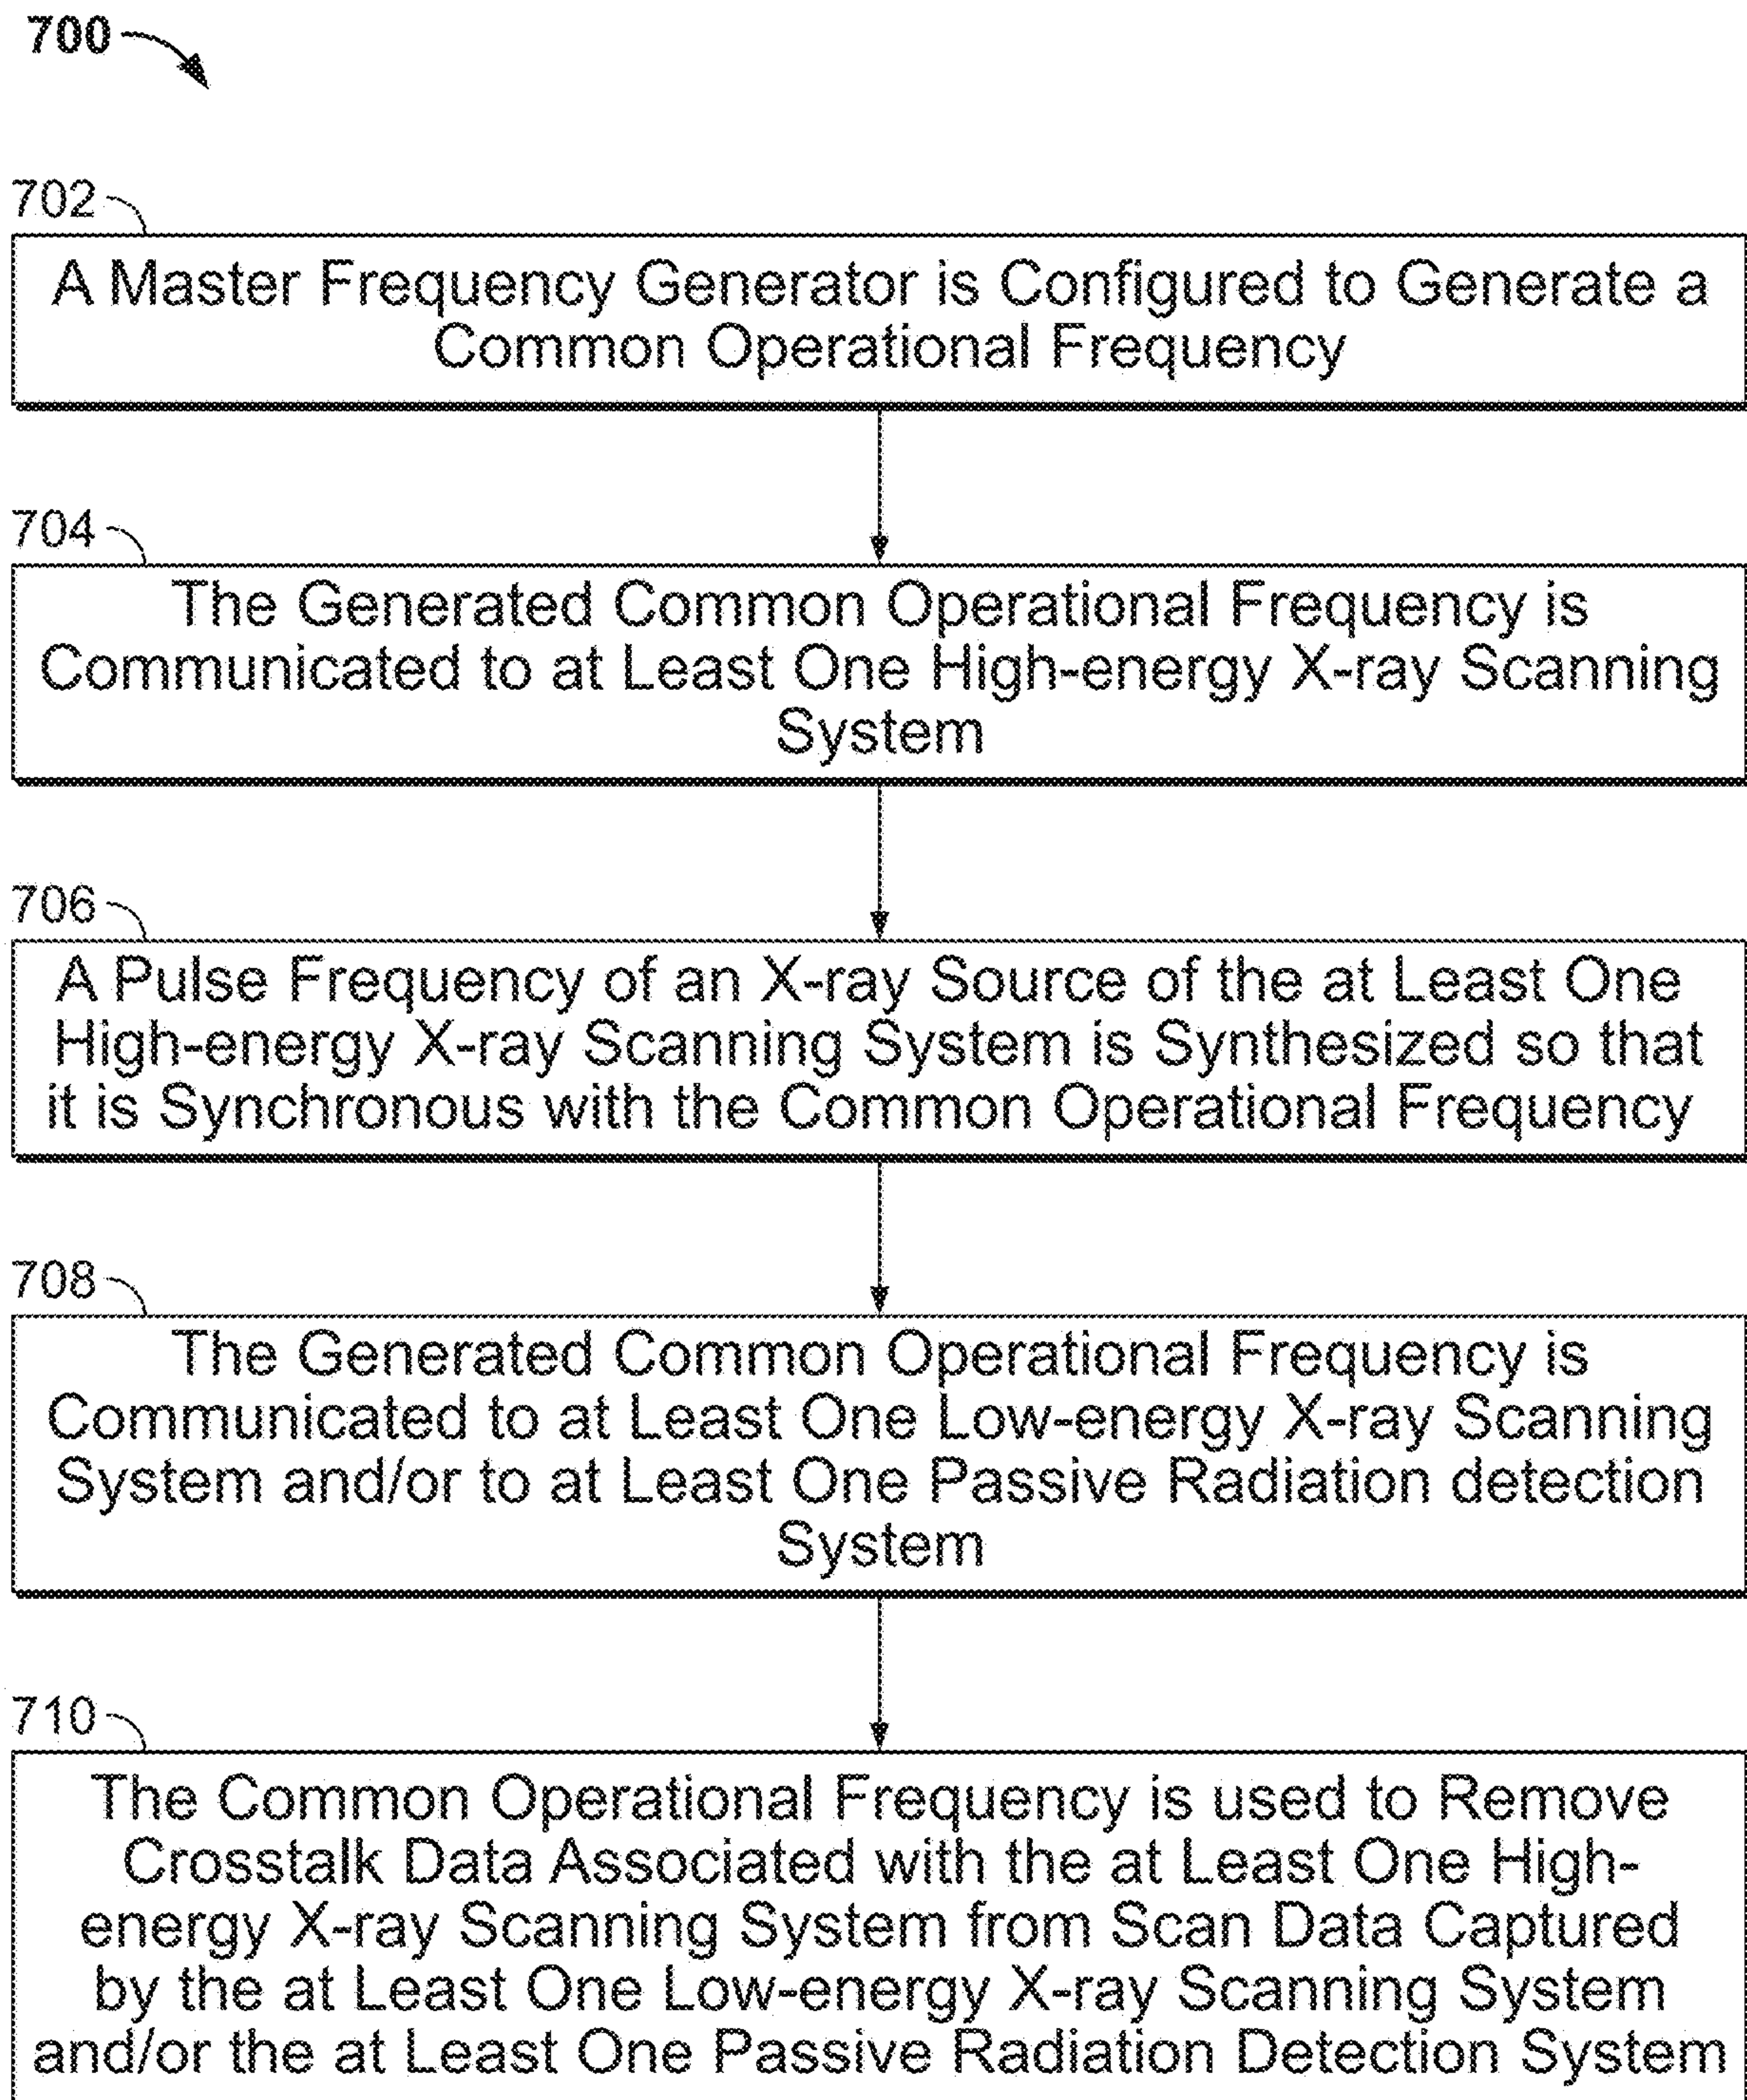 700
702
A Master Frequency Generator is Configured to Generate a
Common Operational Frequency
704
The Generated Common Operational Frequency is
Communicated to at Least One High-energy X-ray Scanning
System
706
A Pulse Frequency of an X-ray Source of the at Least One
High-energy X-ray Scanning System is Synthesized so that
it is Synchronous with the Common Operational Frequency
708
The Generated Common Operational Frequency is
Communicated to at Least One Low-energy X-ray Scanning
System and/or to at Least One Passive Radiation detection
System
710
The Common Operational Frequency is used to Remove
Crosstalk Data Associated with the at Least One High-
energy X-ray Scanning System from Scan Data Captured
by the at Least One Low-energy X-ray Scanning System
and/or the at Least One Passive Radiation Detection System